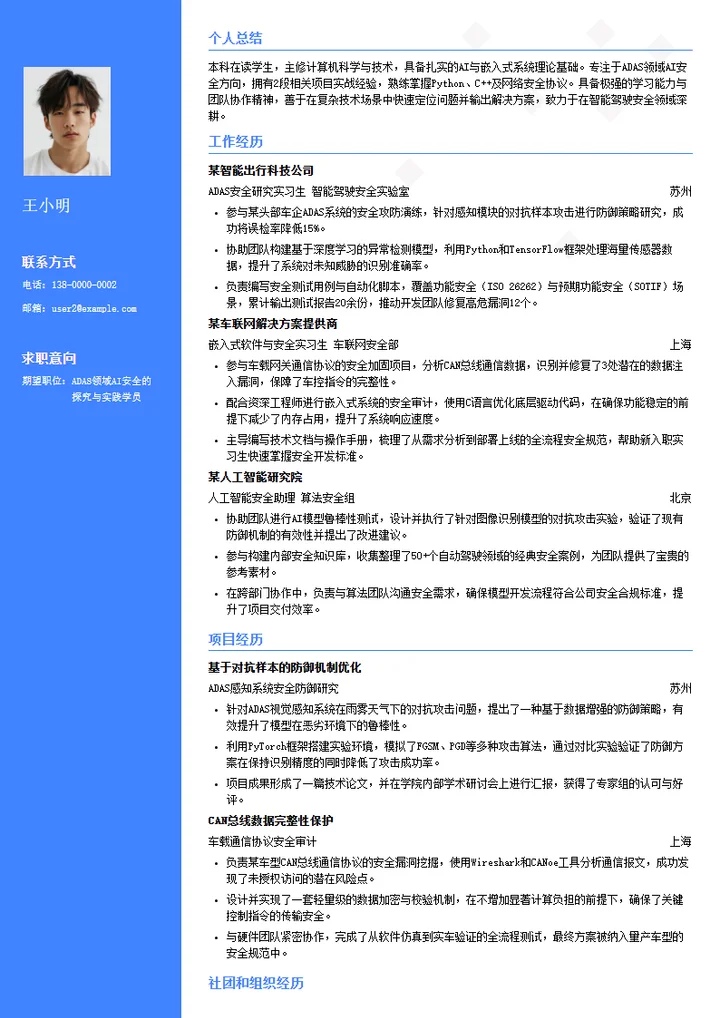 王小明
联系方式
电话：138-0000-0002
邮箱：user2@example.com
求职意向
期望职位：ADAS领域AI安全的
探究与实践学员
个人总结
本科在读学生，主修计算机科学与技术，具备扎实的AI与嵌入式系统理论基础。专注于ADAS领域AI安
全方向，拥有2段相关项目实战经验，熟练掌握Python、C++及网络安全协议。具备极强的学习能力与
团队协作精神，善于在复杂技术场景中快速定位问题并输出解决方案，致力于在智能驾驶安全领域深
耕。
工作经历
某智能出行科技公司
ADAS安全研究实习生 智能驾驶安全实验室 苏州
• 参与某头部车企ADAS系统的安全攻防演练，针对感知模块的对抗样本攻击进行防御策略研究，成
功将误检率降低15%。
• 协助团队构建基于深度学习的异常检测模型，利用Python和TensorFlow框架处理海量传感器数
据，提升了系统对未知威胁的识别准确率。
• 负责编写安全测试用例与自动化脚本，覆盖功能安全（ISO 26262）与预期功能安全（SOTIF）场
景，累计输出测试报告20余份，推动开发团队修复高危漏洞12个。
某车联网解决方案提供商
嵌入式软件与安全实习生 车联网安全部 上海
• 参与车载网关通信协议的安全加固项目，分析CAN总线通信数据，识别并修复了3处潜在的数据注
入漏洞，保障了车控指令的完整性。
• 配合资深工程师进行嵌入式系统的安全审计，使用C语言优化底层驱动代码，在确保功能稳定的前
提下减少了内存占用，提升了系统响应速度。
• 主导编写技术文档与操作手册，梳理了从需求分析到部署上线的全流程安全规范，帮助新入职实
习生快速掌握安全开发标准。
某人工智能研究院
人工智能安全助理 算法安全组 北京
• 协助团队进行AI模型鲁棒性测试，设计并执行了针对图像识别模型的对抗攻击实验，验证了现有
防御机制的有效性并提出了改进建议。
• 参与构建内部安全知识库，收集整理了50+个自动驾驶领域的经典安全案例，为团队提供了宝贵的
参考素材。
• 在跨部门协作中，负责与算法团队沟通安全需求，确保模型开发流程符合公司安全合规标准，提
升了项目交付效率。
项目经历
基于对抗样本的防御机制优化
ADAS感知系统安全防御研究 苏州
• 针对ADAS视觉感知系统在雨雾天气下的对抗攻击问题，提出了一种基于数据增强的防御策略，有
效提升了模型在恶劣环境下的鲁棒性。
• 利用PyTorch框架搭建实验环境，模拟了FGSM、PGD等多种攻击算法，通过对比实验验证了防御方
案在保持识别精度的同时降低了攻击成功率。
• 项目成果形成了一篇技术论文，并在学院内部学术研讨会上进行汇报，获得了专家组的认可与好
评。
CAN总线数据完整性保护
车载通信协议安全审计 上海
• 负责某车型CAN总线通信协议的安全漏洞挖掘，使用Wireshark和CANoe工具分析通信报文，成功发
现了未授权访问的潜在风险点。
• 设计并实现了一套轻量级的数据加密与校验机制，在不增加显著计算负担的前提下，确保了关键
控制指令的传输安全。
• 与硬件团队紧密协作，完成了从软件仿真到实车验证的全流程测试，最终方案被纳入量产车型的
安全规范中。
社团和组织经历